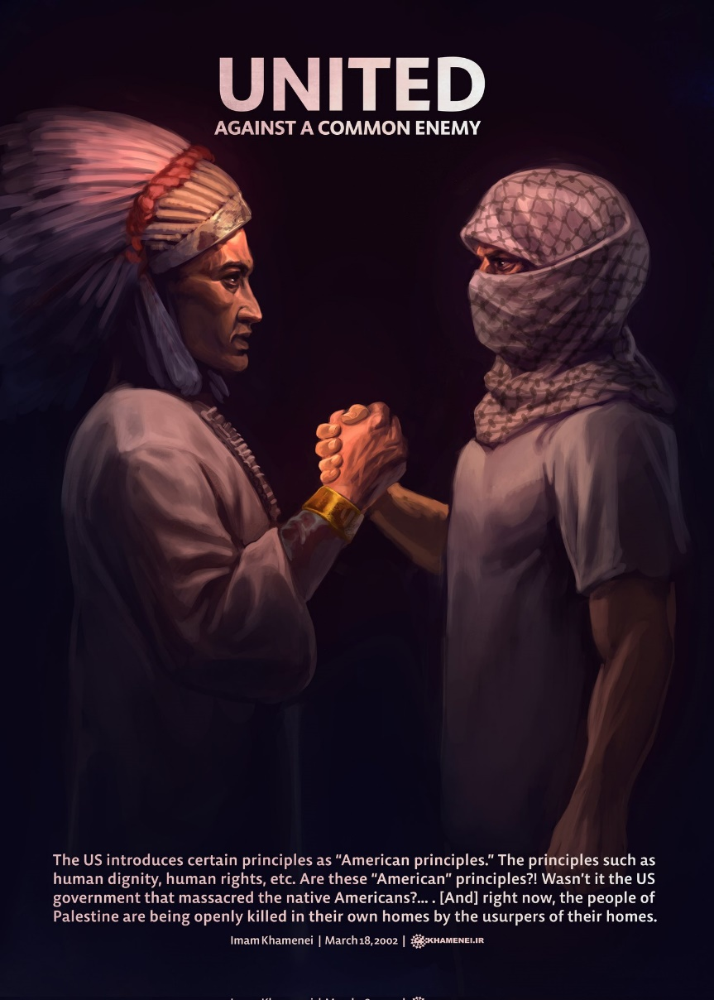 UNITED
AGAINST A COMMON ENEMY
The US introduces certain principles as “American principles.” The principles such as
human dignity, human rights, etc. Are these “American” principles?! Wasn’t it the US
government that massacred the native Americans?... . [And] right now, the people of
Palestine are being openly killed in their own homes by the usurpers of their homes.
Imam Khamenei | March 18, 2002 | KHAMENEI.IR